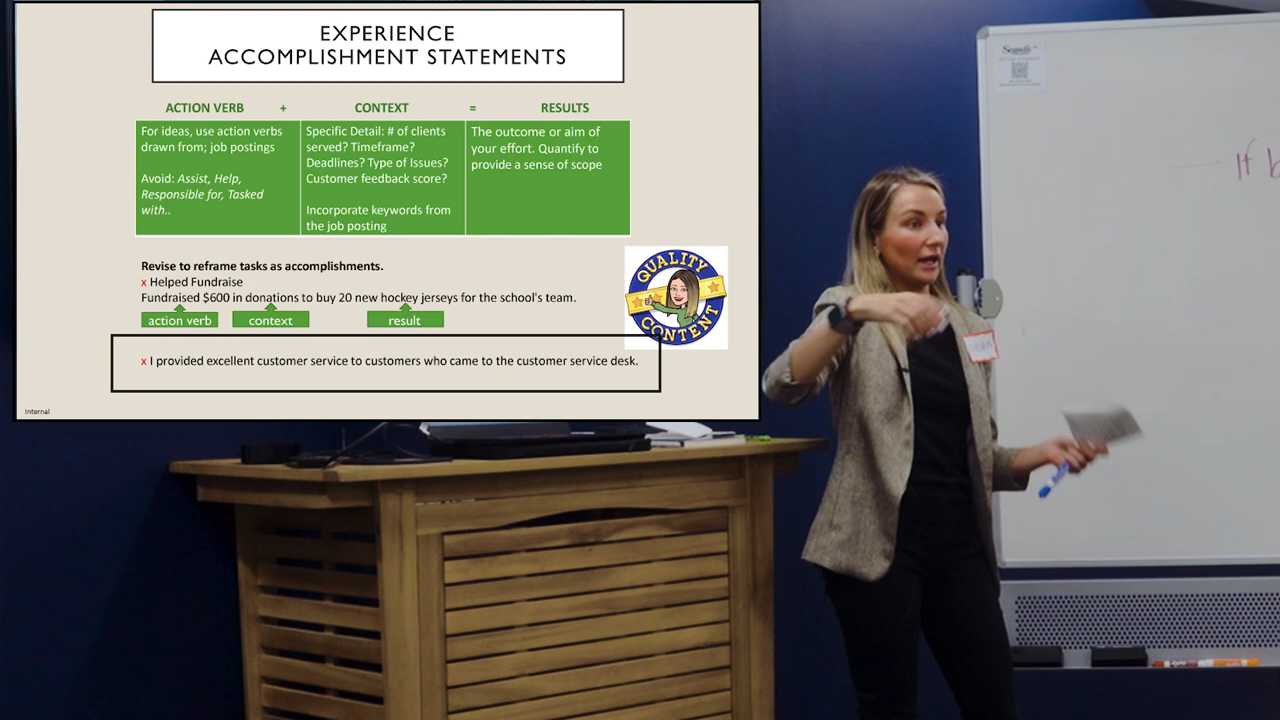 EXPERIENCE
ACCOMPLISHMENT STATEMENTS
ACTION VERB + CONTEXT = RESULTS
For ideas, use action verbs
drawn from; job postings
Avoid: Assist, Help,
Responsible for, Tasked
with..
Specific Detail: # of clients
served? Timeframe?
Deadlines? Type of Issues?
Customer feedback score?
Incorporate keywords from
the job posting
The outcome or aim of
your effort. Quantify to
provide a sense of scope
Revise to reframe tasks as accomplishments.
x Helped Fundraise
Fundraised $600 in donations to buy 20 new hockey jerseys for the school's team.
action verb context result
QUALITY
CONTENT
x I provided excellent customer service to customers who came to the customer service desk.
Internal
If